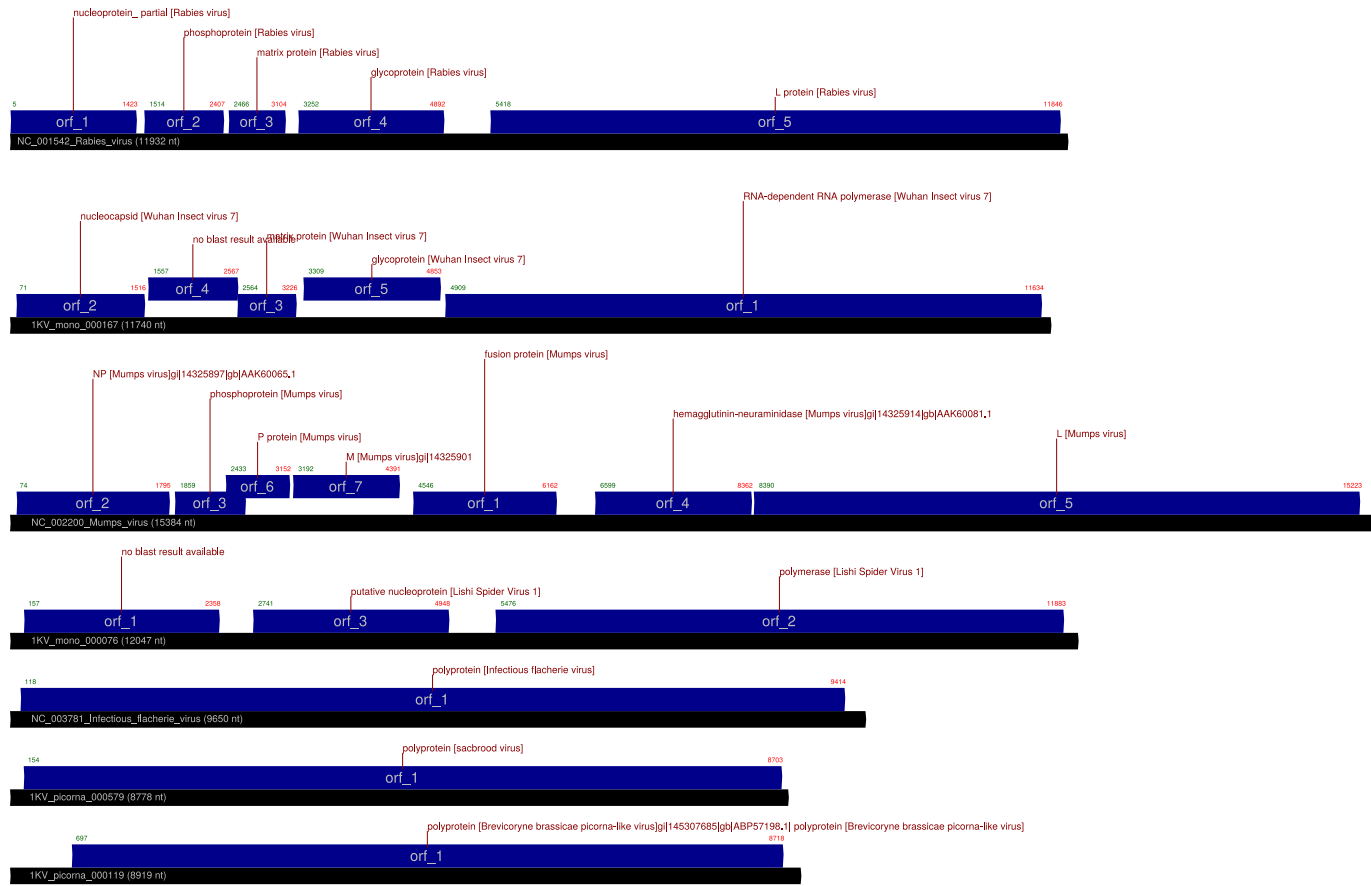 nucleoprotein_ partial [Rabies virus]
phosphoprotein [Rabies virus]
matrix protein [Rabies virus]
glycoprotein [Rabies virus]
L protein [Rabies virus]
5 1423 1514 2407 2466 3104 3252 4892 5418 11846
orf_1 orf_2 orf_3 orf_4 orf_5
NC_001542_Rabies_virus (11932 nt)
RNA-dependent RNA polymerase [Wuhan Insect virus 7]
nucleocapsid [Wuhan Insect virus 7]
no blast result available matrix protein [Wuhan Insect virus 7]
glycoprotein [Wuhan Insect virus 7]
1557 2567 3309 4853
71 1516 orf_4 2564 3226 orf_5 4909 11634
orf_2 orf_3 orf_1
1KV_mono_000167 (11740 nt)
fusion protein [Mumps virus]
NP [Mumps virus]gi|14325897|gb|AAK60065.1
phosphoprotein [Mumps virus]
hemagglutinin-neuraminidase [Mumps virus]gi|14325914|gb|AAK60081.1
P protein [Mumps virus]
L [Mumps virus]
M [Mumps virus]gi|14325901
2433 3152 3192 4391
74 1795 1859 orf_6 orf_7 4546 6162 6599 8362 8390 15223
orf_2 orf_3 orf_1 orf_4 orf_5
NC_002200_Mumps_virus (15384 nt)
no blast result available
polymerase [Lishi Spider Virus 1]
putative nucleoprotein [Lishi Spider Virus 1]
157 2358 2741 4948 5476 11883
orf_1 orf_3 orf_2
1KV_mono_000076 (12047 nt)
polyprotein [Infectious flacherie virus]
118 9414
orf_1
NC_003781_Infectious_flacherie_virus (9650 nt)
polyprotein [sacbrood virus]
154 8703
orf_1
1KV_picorna_000579 (8778 nt)
polyprotein [Brevicoryne brassicae picorna-like virus]gi|145307685|gb|ABP57198.1| polyprotein [Brevicoryne brassicae picorna-like virus]
697 8718
orf_1
1KV_picorna_000119 (8919 nt)